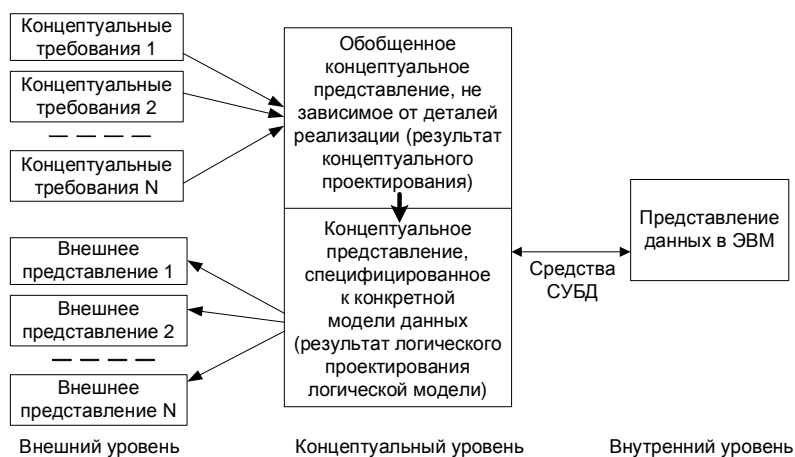 Концептуальные
требования 1
Концептуальные
требования 2
Концептуальные
требования N
Внешнее
представление 1
Внешнее
представление 2
Внешнее
представление N
Внешний уровень
Обобщенное
концептуальное
представление, не
зависимое от деталей
реализации (результат
концептуального
проектирования)
Концептуальное
представление,
специфицированное
к конкретной
модели данных
(результат логического
проектирования
логической модели)
Концептуальный уровень
Средства
СУБД
Представление
данных в ЭВМ
Внутренний уровень